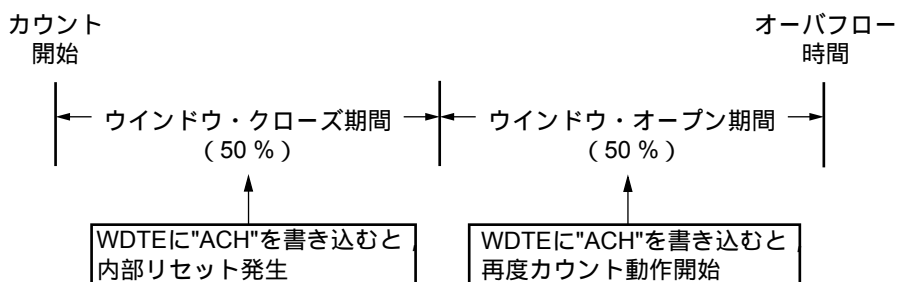 カウント
開始
オーバフロー
時間
ウインドウ・クローズ期間
(50 %)
ウインドウ・オープン期間
(50 %)
WDTEに"ACH"を書き込むと
内部リセット発生
WDTEに"ACH"を書き込むと
再度カウント動作開始